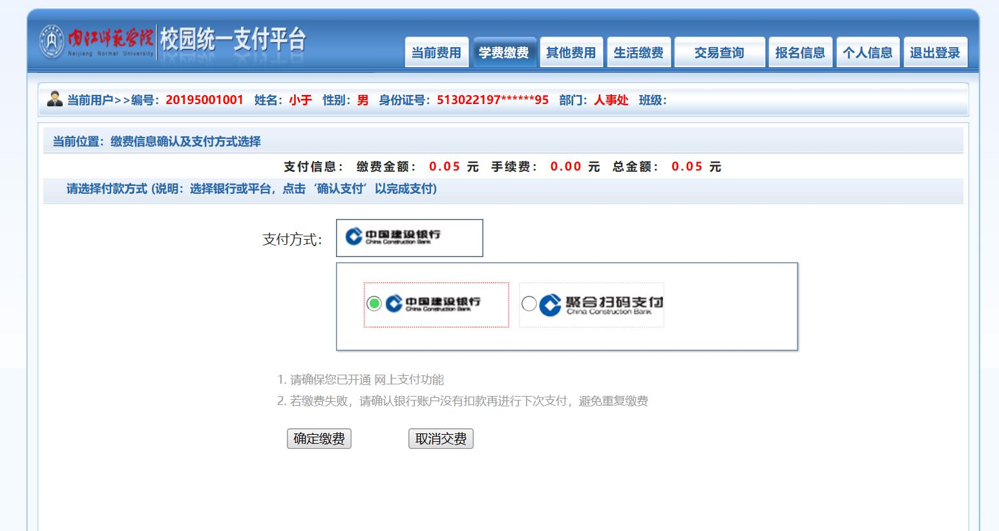 内江师范学院 校园统一支付平台
Neijiang Normal University
当前费用 学费缴费 其他费用 生活缴费 交易查询 报名信息 个人信息 退出登录
当前用户>>编号：20195001001 姓名：小于 性别：男 身份证号：513022197******95 部门：人事处 班级：
当前位置：缴费信息确认及支付方式选择
支付信息： 缴费金额： 0.05 元 手续费： 0.00 元 总金额： 0.05 元
请选择付款方式 (说明：选择银行或平台，点击‘确认支付’以完成支付)
支付方式： 中国建设银行
China Construction Bank
中国建设银行 聚合扫码支付
China Construction Bank China Construction Bank
1. 请确保您已开通 网上支付功能
2. 若缴费失败，请确认银行账户没有扣款再进行下次支付，避免重复缴费
确定缴费 取消交费